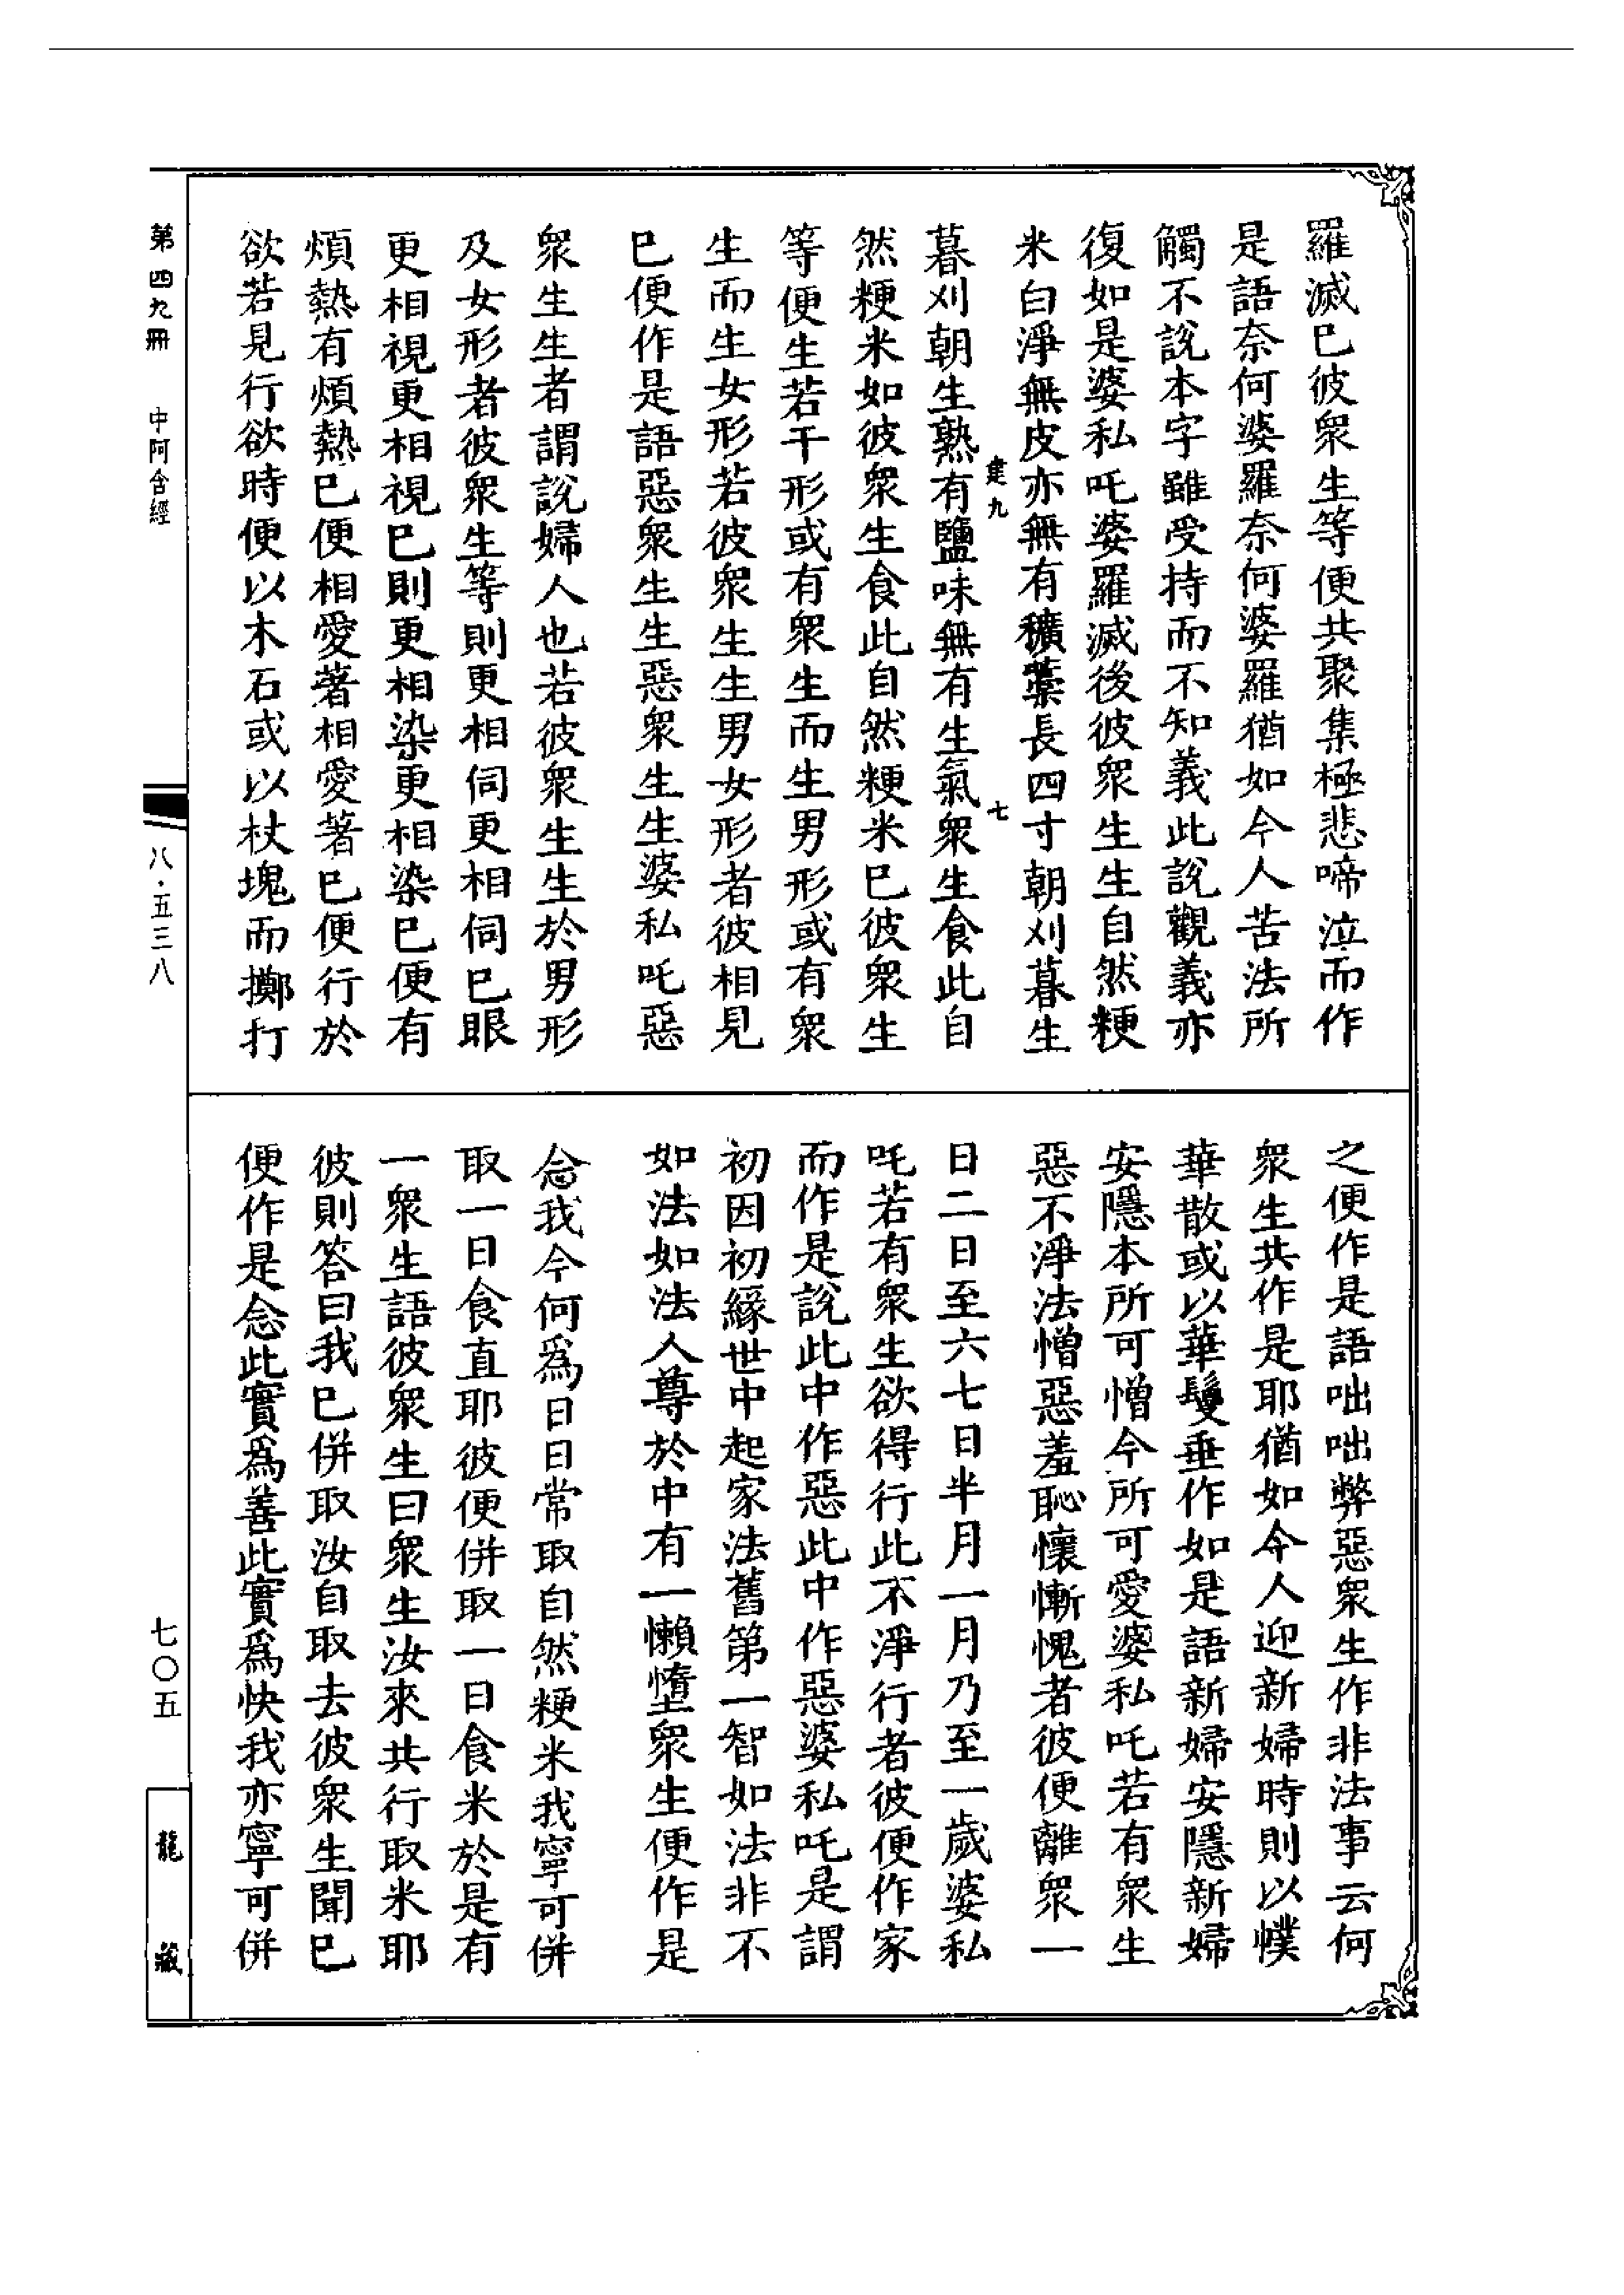 羅滅已彼衆生等便共聚集極悲啼泣而作
是語奈何婆羅奈何婆羅猶如今人苦法所
觸不說本字雖受持而不知義此說觀義亦
復如是婆私吒婆羅滅後彼衆生生自然粳
米白淨無皮亦無有穬藳長四寸朝刈暮生
建九 七
暮刈朝生熟有鹽味無有生氣衆生食此自
然粳米如彼衆生食此自然粳米已彼衆生
等便生若干形或有衆生而生男形或有衆
生而生女形若彼衆生生男女形者彼相見
已便作是語惡衆生生惡衆生生婆私吒惡
衆生生者謂說婦人也若彼衆生生於男形
及女形者彼衆生等則更相伺更相伺已眼
更相視更相視已則更相染更相染已便有
煩熱有煩熱已便相愛著相愛著已便行於
欲若見行欲時便以木石或以杖塊而擲打
之便作是語咄咄弊惡衆生作非法事云何
衆生共作是耶猶如今人迎新婦時則以幞
華散或以華鬘垂作如是語新婦安隱新婦
安隱本所可憎今所可愛婆私吒若有衆生
惡不淨法憎惡羞恥懷慚愧者彼便離衆一
日二日至六七日半月一月乃至一歲婆私
吒若有衆生欲得行此不淨行者彼便作家
而作是說此中作惡此中作惡婆私吒是謂
初因初緣世中起家法舊第一智如法非不
如法如法人尊於中有一懶墮衆生便作是
念我今何爲日日常取自然粳米我寧可併
取一日食直耶彼便併取一日食米於是有
一衆生語彼衆生曰衆生汝來共行取米耶
彼則答曰我已併取汝自取去彼衆生聞已
便作是念此實爲善此實爲快我亦寧可併
第四九冊 中阿含經 八·五三八 七〇五 龍藏